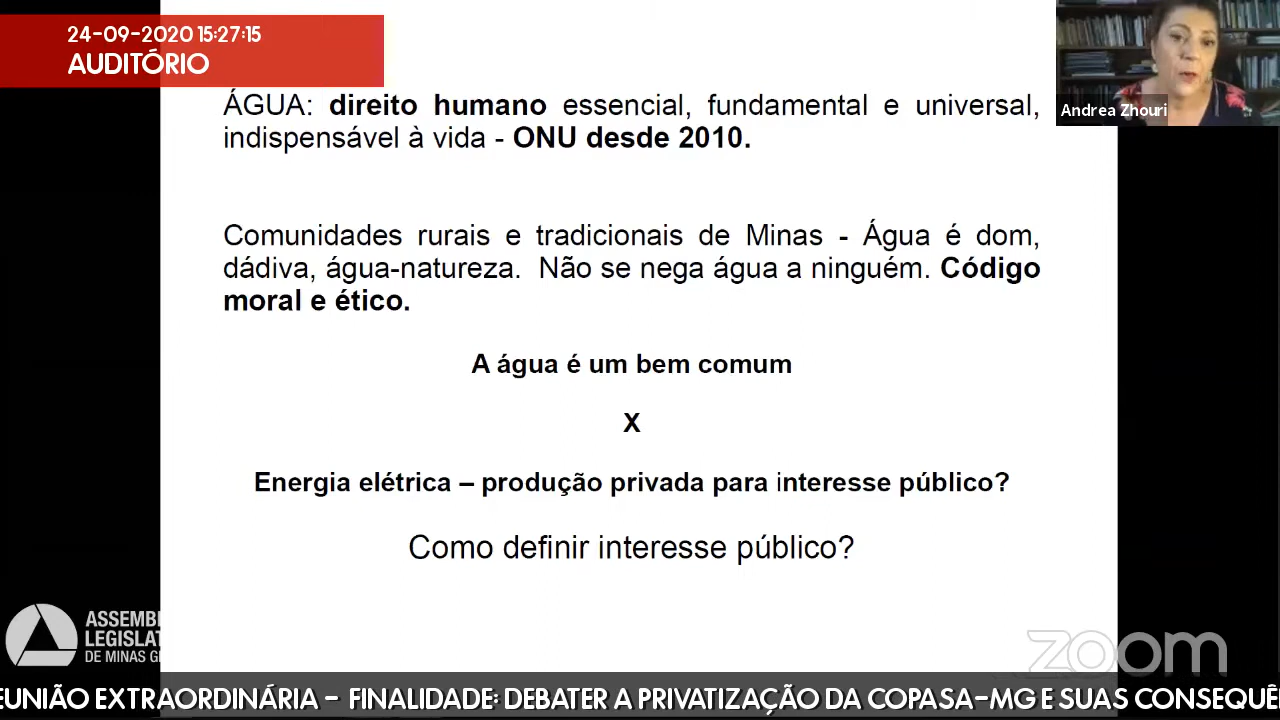 24-09-2020 15:27:15
AUDITÓRIO
Andrea Zhouri
ÁGUA: direito humano essencial, fundamental e universal,
indispensável à vida - ONU desde 2010.
Comunidades rurais e tradicionais de Minas - Água é dom,
dádiva, água-natureza. Não se nega água a ninguém. Código
moral e ético.
A água é um bem comum
X
Energia elétrica – produção privada para interesse público?
Como definir interesse público?
ASSEMBL
LEGISLAT
DE MINAS GE
zoom
EUNIÃO EXTRAORDINÁRIA - FINALIDADE: DEBATER A PRIVATIZAÇÃO DA COPASA-MG E SUAS CONSEQUÊ